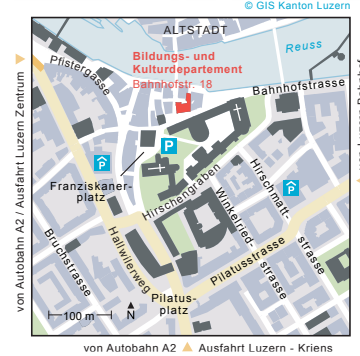 © GIS Kanton Luzern
ALTSTADT
Reuss
Pfistergasse
Bildungs- und
Kulturdepartement
Bahnhofstr. 18
Bahnhofstrasse
von Autobahn A2 / Ausfahrt Luzern Zentrum
P
P
P
Franziskaner-
platz
Hirschengraben
Hirschmatt-
strasse
Winkelried-
strasse
Bruchstrasse
Hallwilerweg
Pilatusstrasse
Pilatus-
platz
100 m
N
von Autobahn A2 Ausfahrt Luzern - Kriens